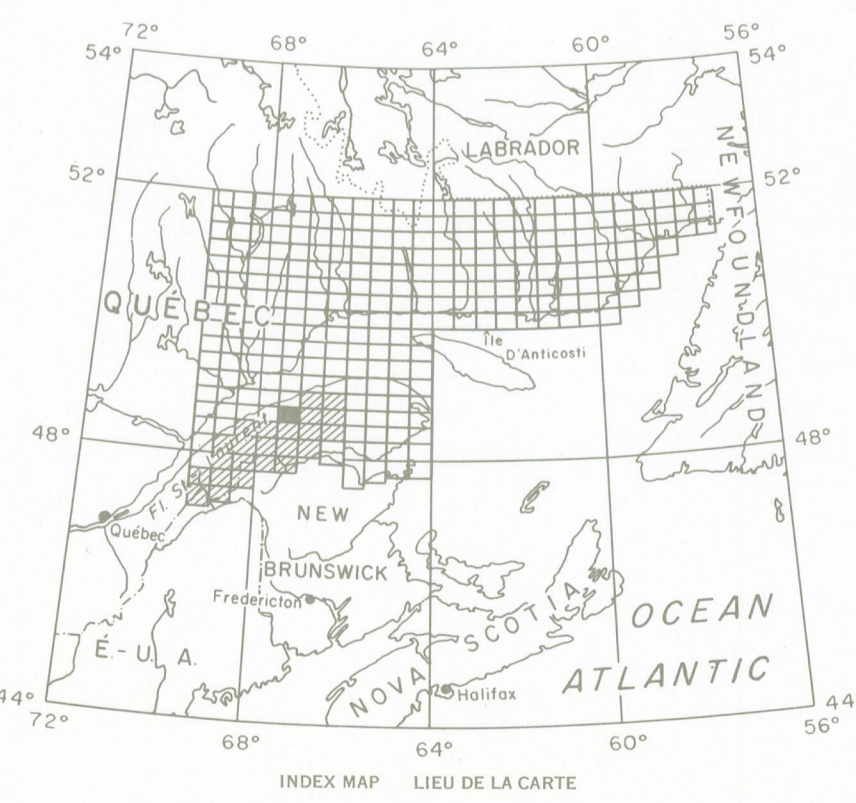 72° 68° 64° 60° 56°
54° 54°
LABRADOR
52° 52°
NEWFOUNDLAND
QUÉBEC
Île
D'Anticosti
48° 48°
Fl. St. Laurent
Québec
NEW
BRUNSWICK
Fredericton
É.-U. A.
NOVA SCOTIA
Halifax
OCEAN
ATLANTIC
44° 44
72° 68° 64° 60° 56°
INDEX MAP LIEU DE LA CARTE